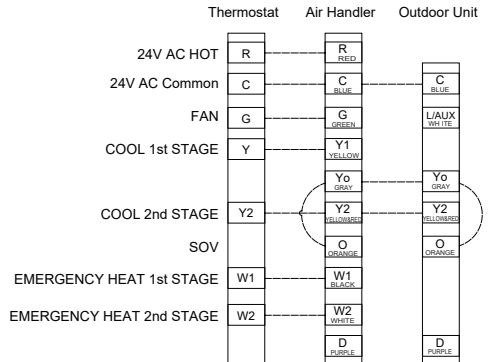 Thermostat Air Handler Outdoor Unit
24V AC HOT R R
RED
24V AC Common C C C
BLUE BLUE
FAN G G L/AUX
GREEN WHITE
COOL 1st STAGE Y Y1
YELLOW
Yo Yo
GRAY GRAY
COOL 2nd STAGE Y2 Y2 Y2
YELLOW&RED YELLOW&RED
SOV O O
ORANGE ORANGE
EMERGENCY HEAT 1st STAGE W1 W1
BLACK
EMERGENCY HEAT 2nd STAGE W2 W2
WHITE
D D
PURPLE PURPLE